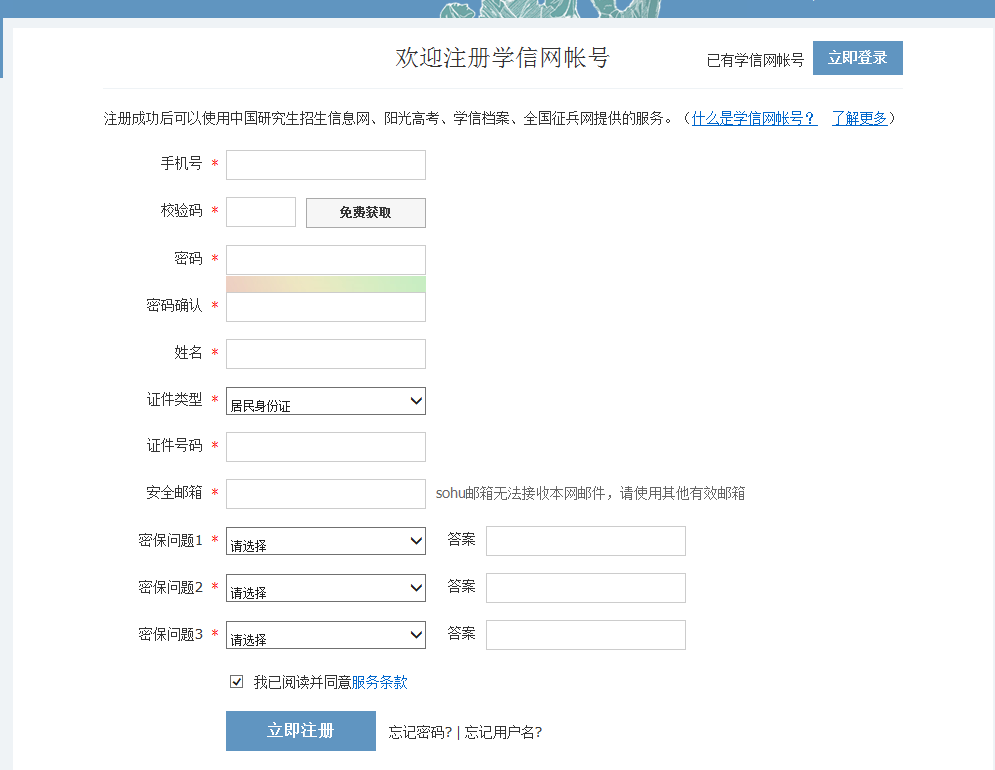 欢迎注册学信网帐号
已有学信网帐号 立即登录
注册成功后可以使用中国研究生招生信息网、阳光高考、学信档案、全国征兵网提供的服务。（什么是学信网帐号？ 了解更多）
手机号 *
校验码 * 免费获取
密码 *
密码确认 *
姓名 *
证件类型 * 居民身份证
证件号码 *
安全邮箱 * sohu邮箱无法接收本网邮件，请使用其他有效邮箱
密保问题1 * 请选择 答案
密保问题2 * 请选择 答案
密保问题3 * 请选择 答案
我已阅读并同意服务条款
立即注册 忘记密码? | 忘记用户名?